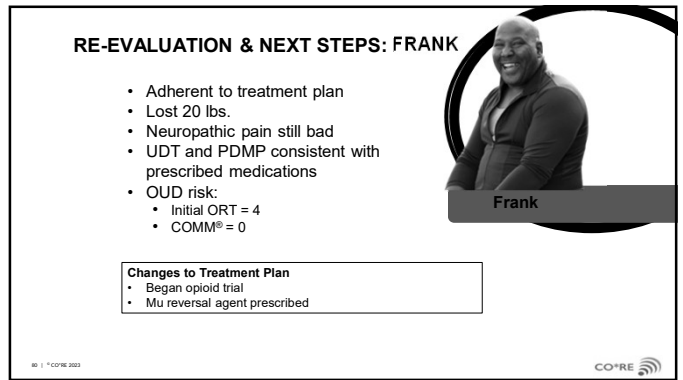 RE-EVALUATION & NEXT STEPS: FRANK
• Adherent to treatment plan
• Lost 20 lbs.
• Neuropathic pain still bad
• UDT and PDMP consistent with
prescribed medications
• OUD risk:
• Initial ORT = 4
• COMM® = 0
Frank
Changes to Treatment Plan
• Began opioid trial
• Mu reversal agent prescribed
80 | © CO*RE 2023
CO*RE